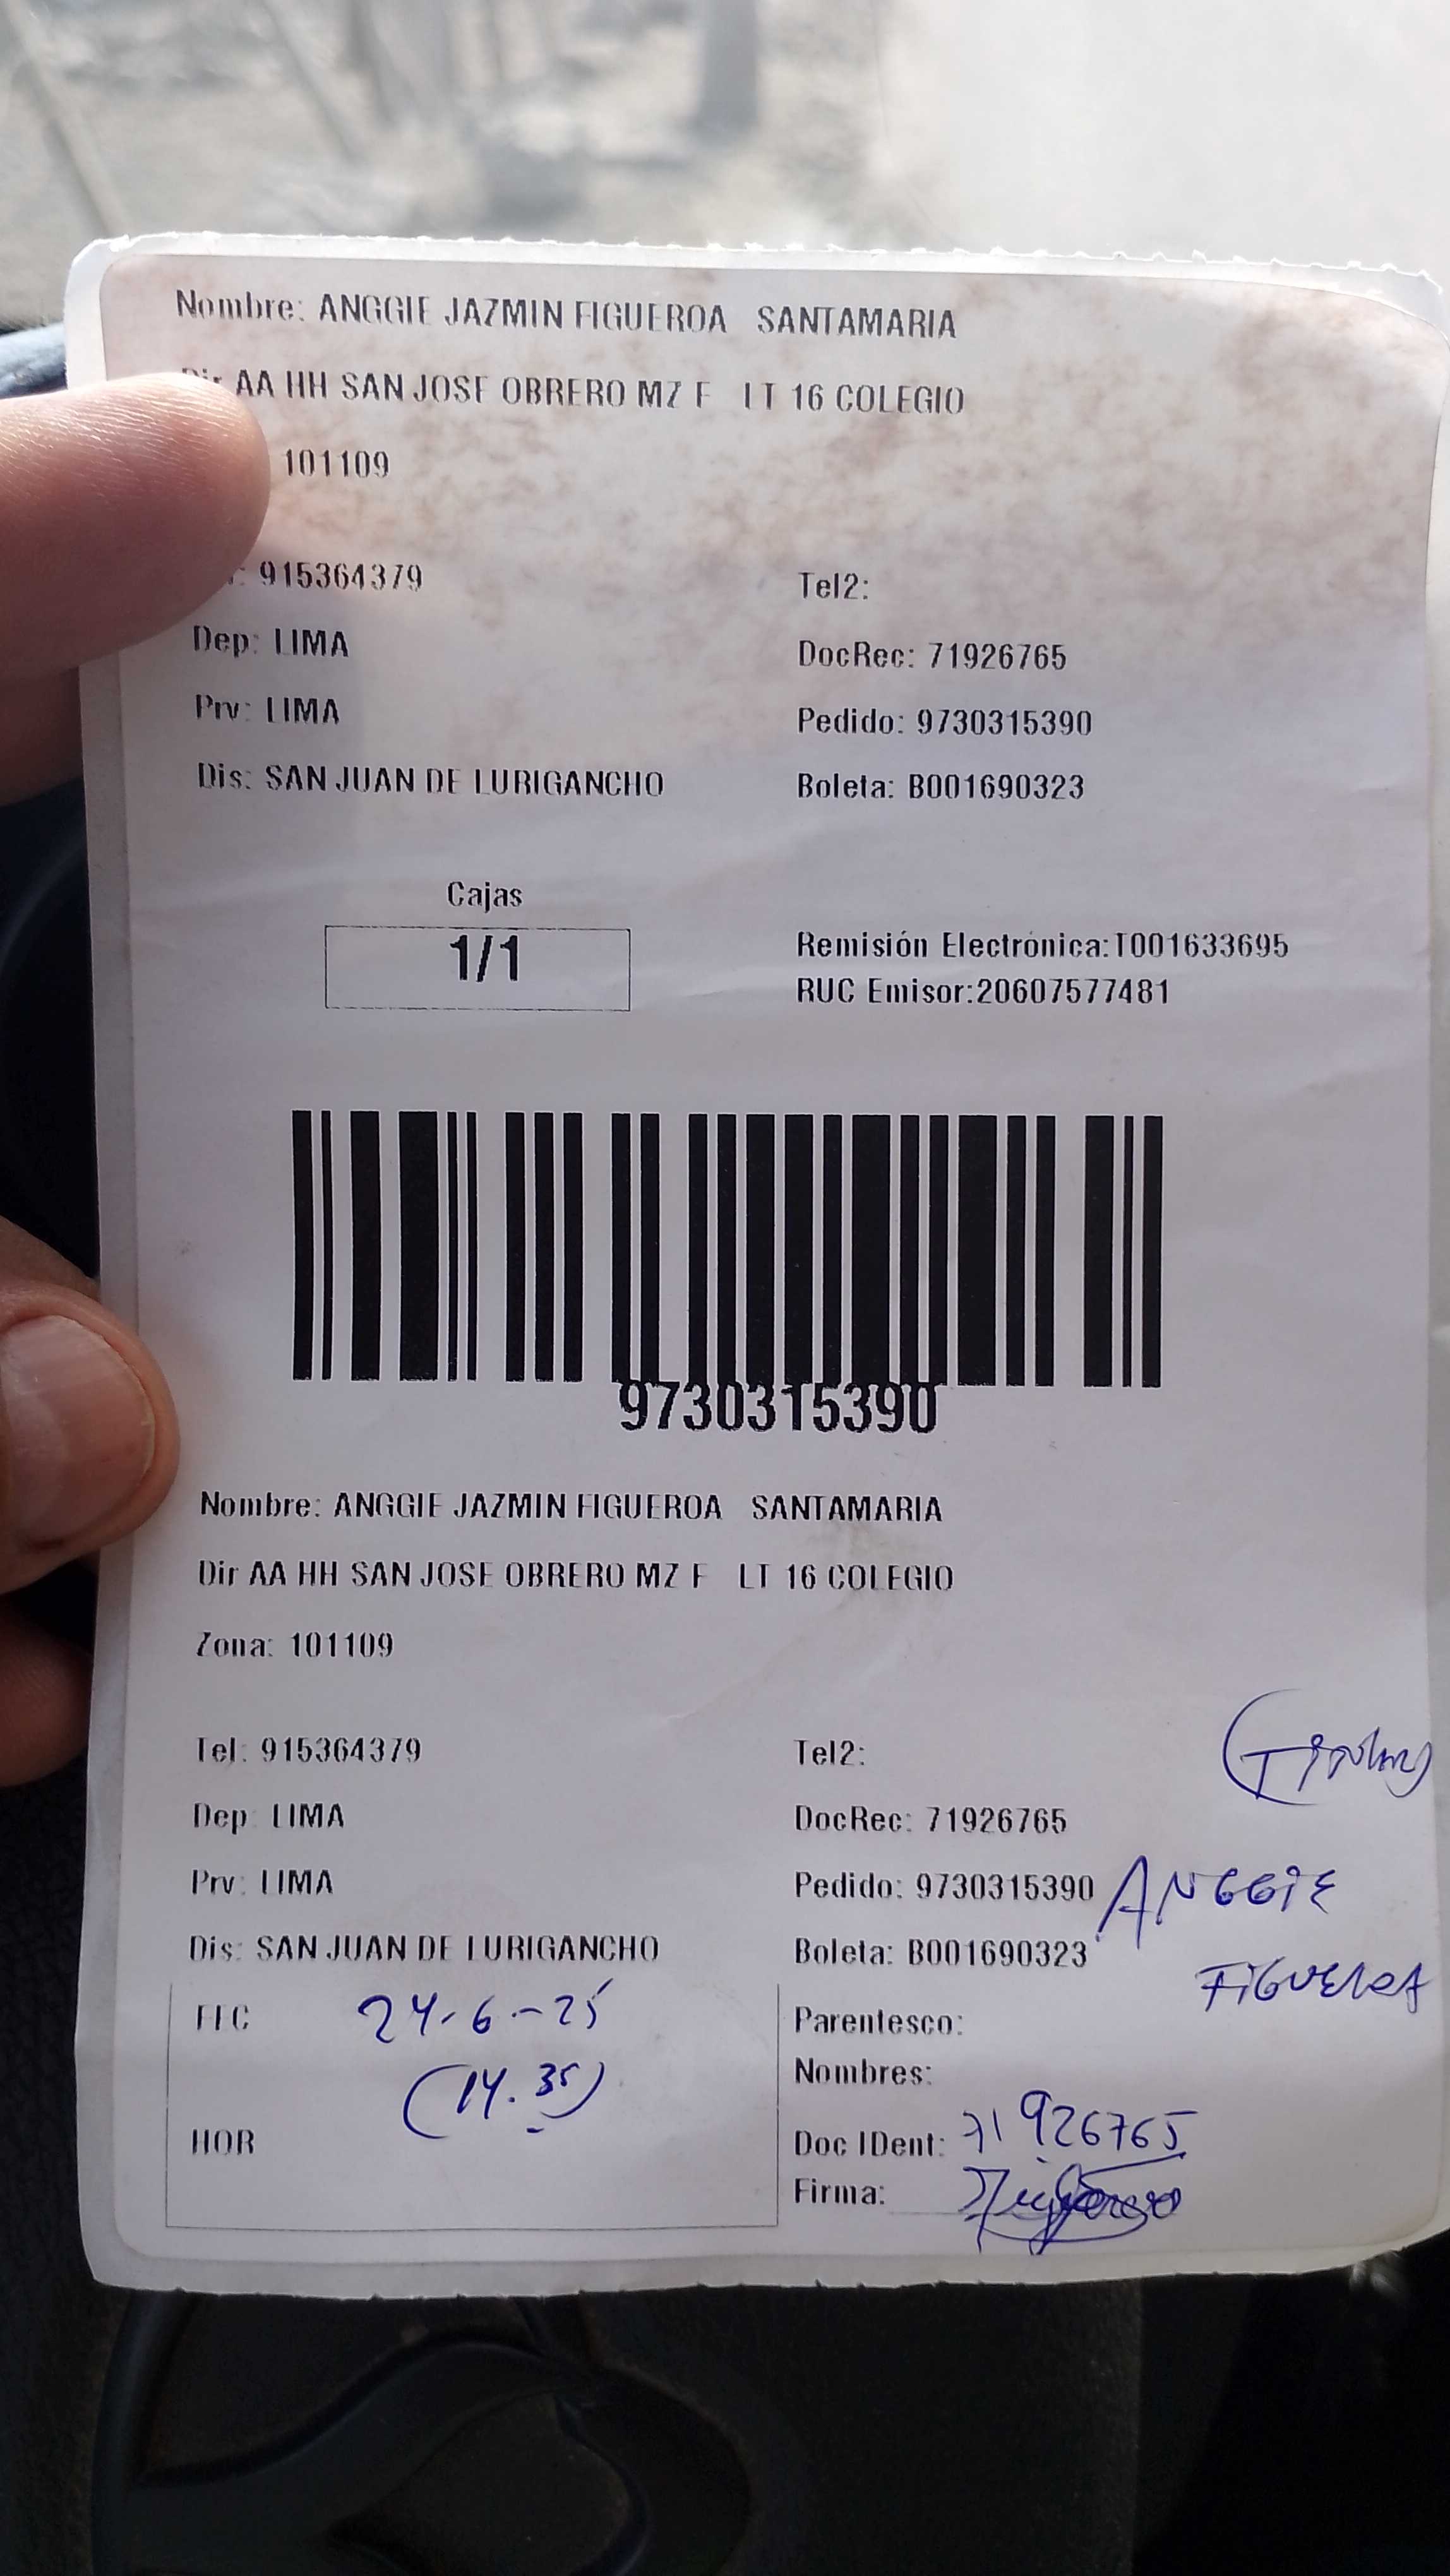 Nombre: ANGGIE JAZMIN FIGUEROA SANTAMARIA
Dir AA HH SAN JOSE OBRERO MZ F LT 16 COLEGIO
101109
915364379 Tel2:
Dep: LIMA DocRec: 71926765
Prv: LIMA Pedido: 9730315390
Dis: SAN JUAN DE LURIGANCHO Boleta: B001690323
Cajas
1/1
Remisión Electrónica:T001633695
RUC Emisor:20607577481
9730315390
Nombre: ANGGIE JAZMIN FIGUEROA SANTAMARIA
Dir AA HH SAN JOSE OBRERO MZ F LT 16 COLEGIO
Zona: 101109
Tel: 915364379 Tel2:
Dep: LIMA DocRec: 71926765
Prv: LIMA Pedido: 9730315390 ANGGIE
Dis: SAN JUAN DE LURIGANCHO Boleta: B001690323 FIGUEROA
FEC 24-6-25 Parentesco:
(14.35) Nombres:
HOR Doc IDent: 71926765
Firma: